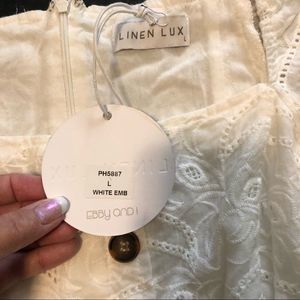 LINEN LUX
L
PH5887
L
WHITE EMB
EBBY AND I